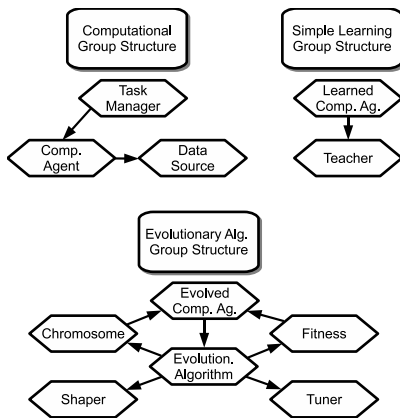 Computational
Group Structure
Simple Learning
Group Structure
Task
Manager
Learned
Comp. Ag.
Comp.
Agent
Data
Source
Teacher
Evolutionary Alg.
Group Structure
Evolved
Comp. Ag.
Chromosome
Fitness
Evolution.
Algorithm
Shaper
Tuner